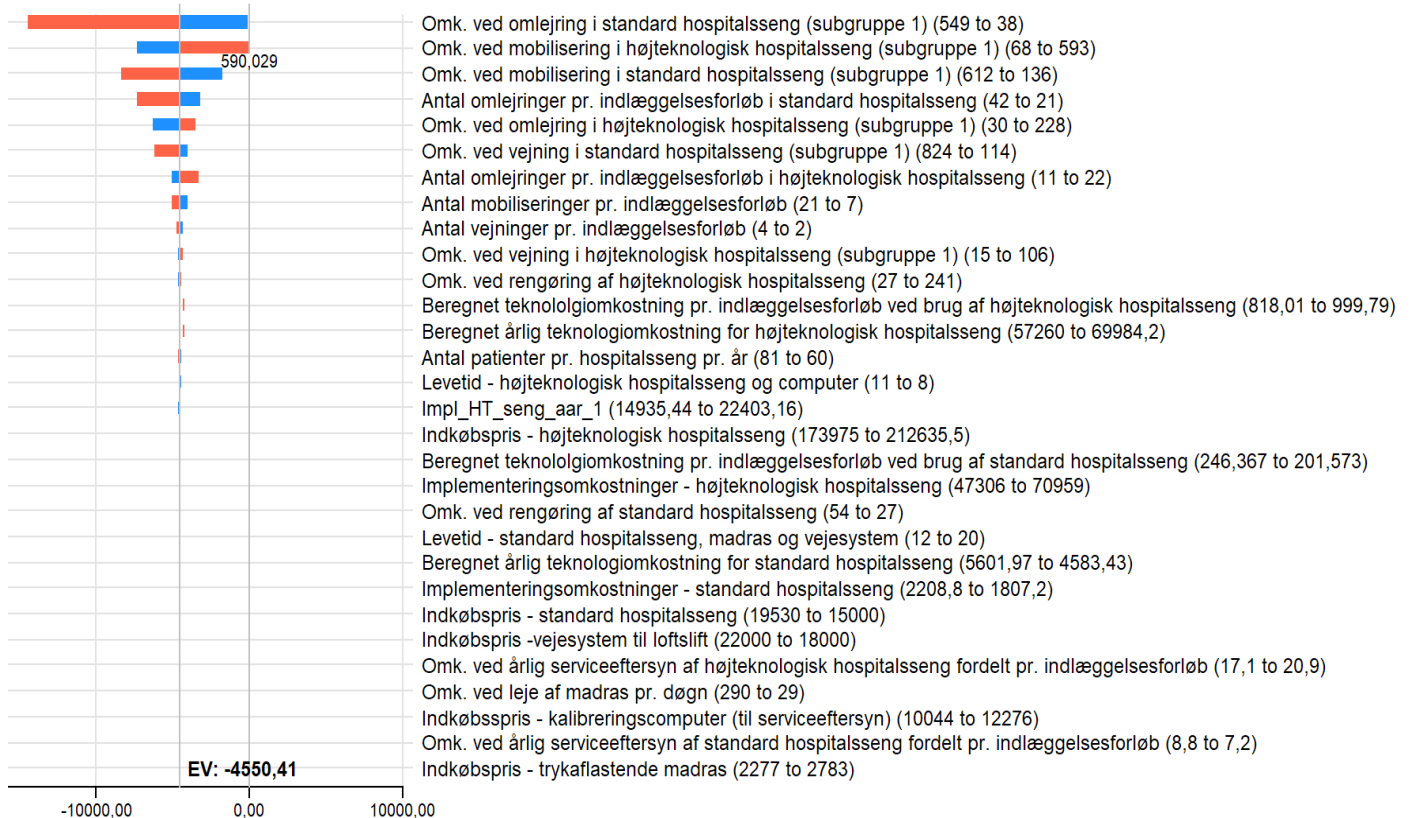 Omk. ved omlejring i standard hospitalsseng (subgruppe 1) (549 to 38)
Omk. ved mobilisering i højteknologisk hospitalsseng (subgruppe 1) (68 to 593)
590,029
Omk. ved mobilisering i standard hospitalsseng (subgruppe 1) (612 to 136)
Antal omlejringer pr. indlæggelsesforløb i standard hospitalsseng (42 to 21)
Omk. ved omlejring i højteknologisk hospitalsseng (subgruppe 1) (30 to 228)
Omk. ved vejning i standard hospitalsseng (subgruppe 1) (824 to 114)
Antal omlejringer pr. indlæggelsesforløb i højteknologisk hospitalsseng (11 to 22)
Antal mobiliseringer pr. indlæggelsesforløb (21 to 7)
Antal vejninger pr. indlæggelsesforløb (4 to 2)
Omk. ved vejning i højteknologisk hospitalsseng (subgruppe 1) (15 to 106)
Omk. ved rengøring af højteknologisk hospitalsseng (27 to 241)
Beregnet teknololgiomkostning pr. indlæggelsesforløb ved brug af højteknologisk hospitalsseng (818,01 to 999,79)
Beregnet årlig teknologiomkostning for højteknologisk hospitalsseng (57260 to 69984,2)
Antal patienter pr. hospitalsseng pr. år (81 to 60)
Levetid - højteknologisk hospitalsseng og computer (11 to 8)
Impl_HT_seng_aar_1 (14935,44 to 22403,16)
Indkøbspris - højteknologisk hospitalsseng (173975 to 212635,5)
Beregnet teknololgiomkostning pr. indlæggelsesforløb ved brug af standard hospitalsseng (246,367 to 201,573)
Implementeringsomkostninger - højteknologisk hospitalsseng (47306 to 70959)
Omk. ved rengøring af standard hospitalsseng (54 to 27)
Levetid - standard hospitalsseng, madras og vejesystem (12 to 20)
Beregnet årlig teknologiomkostning for standard hospitalsseng (5601,97 to 4583,43)
Implementeringsomkostninger - standard hospitalsseng (2208,8 to 1807,2)
Indkøbspris - standard hospitalsseng (19530 to 15000)
Indkøbspris -vejesystem til loftslift (22000 to 18000)
Omk. ved årlig serviceeftersyn af højteknologisk hospitalsseng fordelt pr. indlæggelsesforløb (17,1 to 20,9)
Omk. ved leje af madras pr. døgn (290 to 29)
Indkøbsspris - kalibreringscomputer (til serviceeftersyn) (10044 to 12276)
Omk. ved årlig serviceeftersyn af standard hospitalsseng fordelt pr. indlæggelsesforløb (8,8 to 7,2)
EV: -4550,41
Indkøbspris - trykaflastende madras (2277 to 2783)
-10000,00 0,00 10000,00